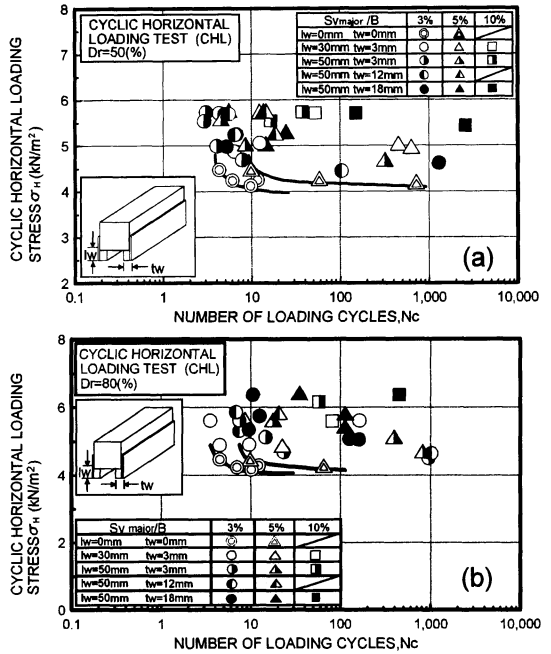 CYCLIC HORIZONTAL LOADING
STRESS σH (kN/m²)
8
7
6
5
4
3
2
CYCLIC HORIZONTAL
LOADING TEST (CHL)
Dr=50(%)
Svmajor /B 3% 5% 10%
lw=0mm tw=0mm
lw=30mm tw=3mm
lw=50mm tw=3mm
lw=50mm tw=12mm
lw=50mm tw=18mm
lw
tw
(a)
0.1 1 10 100 1,000 10,000
NUMBER OF LOADING CYCLES,Nc
CYCLIC HORIZONTAL LOADING
STRESS σH (kN/m²)
8
6
4
2
0
CYCLIC HORIZONTAL
LOADING TEST (CHL)
Dr=80(%)
lw
tw
Sv major/B 3% 5% 10%
lw=0mm tw=0mm
lw=30mm tw=3mm
lw=50mm tw=3mm
lw=50mm tw=12mm
lw=50mm tw=18mm
(b)
0.1 1 10 100 1,000 10,000
NUMBER OF LOADING CYCLES,Nc